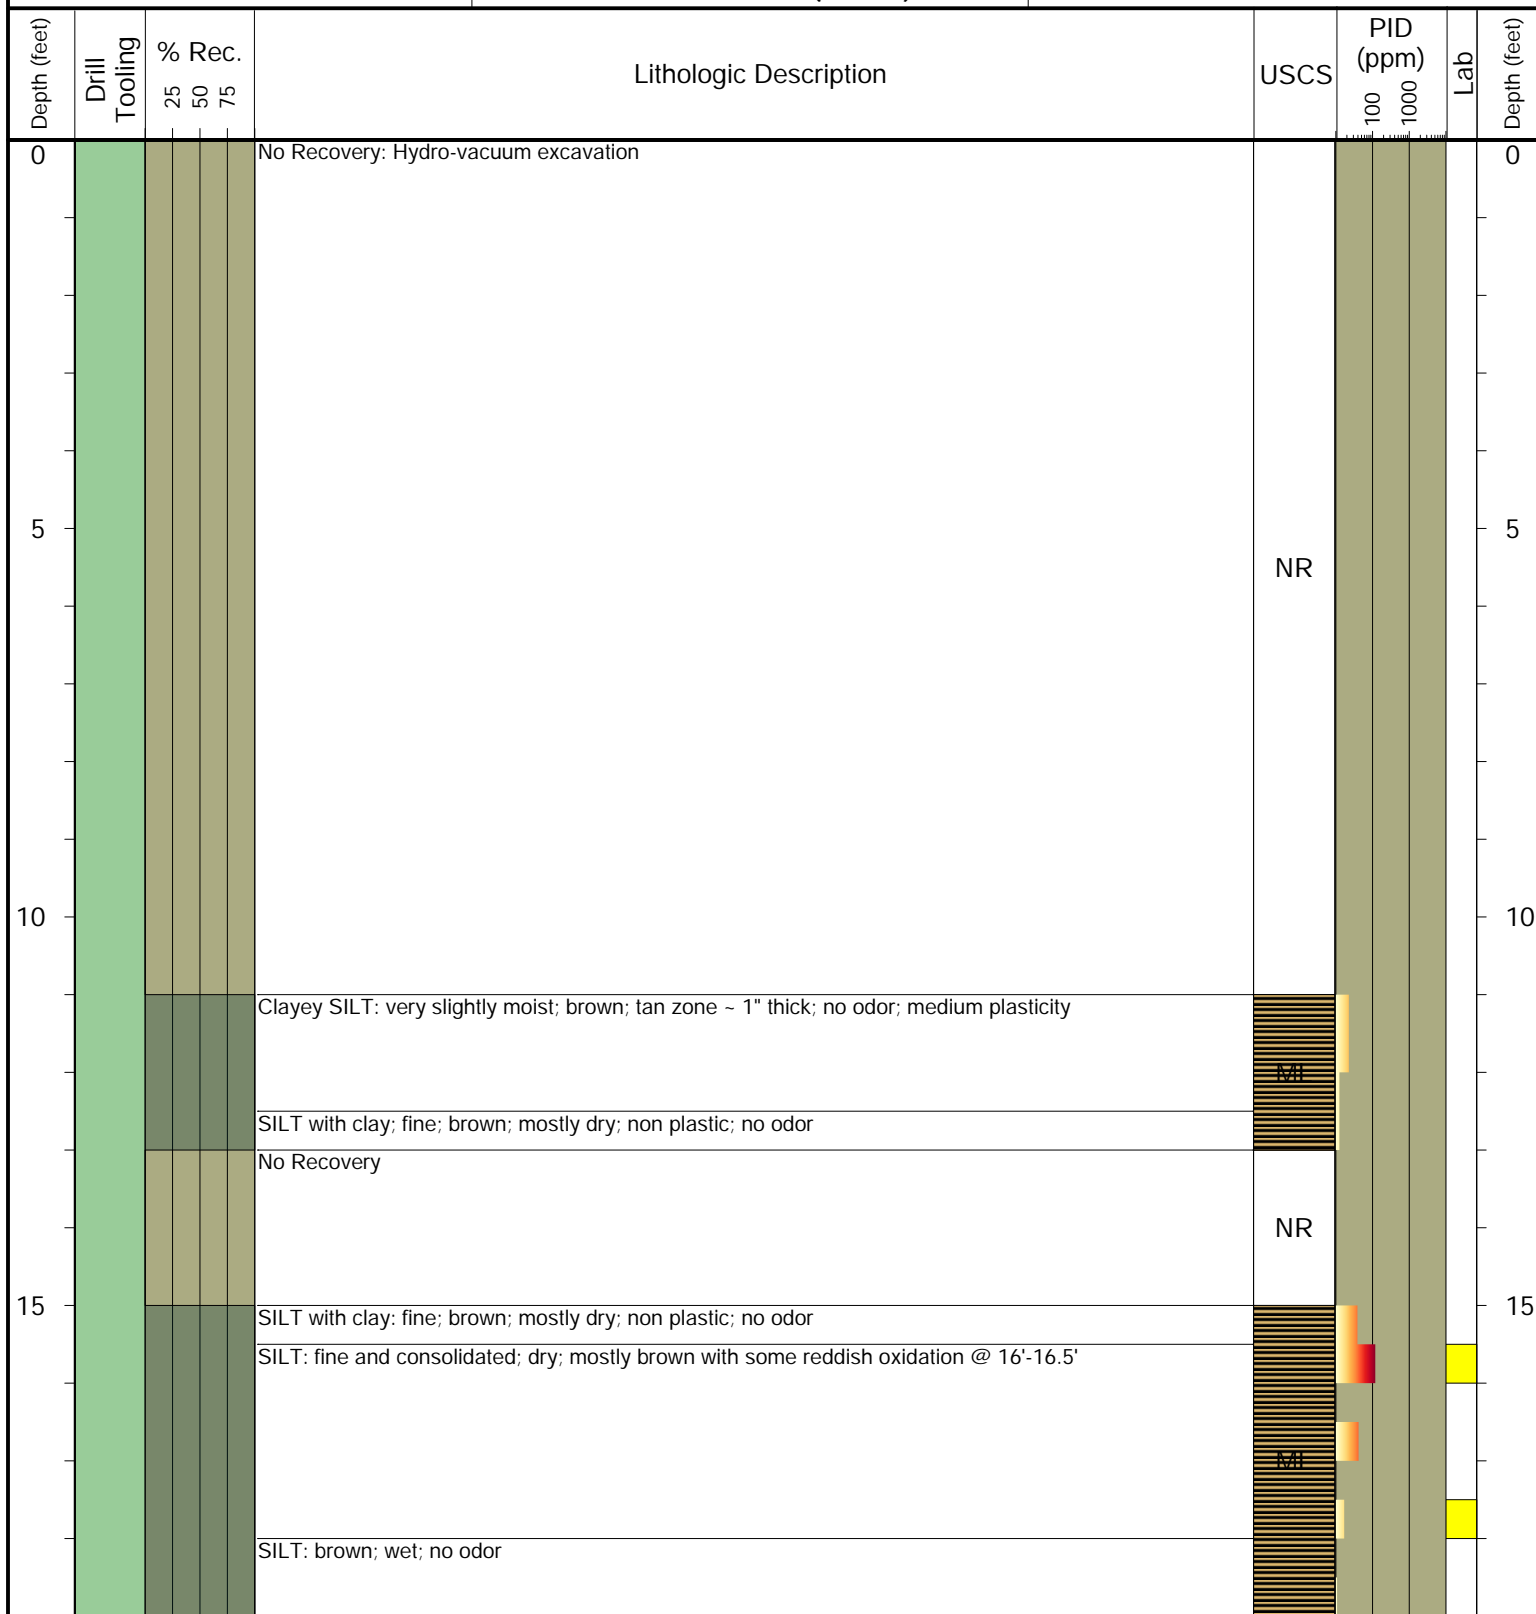 Depth (feet)
Drill
Tooling
% Rec.
25 50 75
Lithologic Description
USCS
PID
(ppm)
100 1000
Lab
Depth (feet)
0 No Recovery: Hydro-vacuum excavation 0
5 5
NR
10 10
Clayey SILT: very slightly moist; brown; tan zone ~ 1" thick; no odor; medium plasticity
ML
SILT with clay; fine; brown; mostly dry; non plastic; no odor
No Recovery
NR
15 15
SILT with clay: fine; brown; mostly dry; non plastic; no odor
SILT: fine and consolidated; dry; mostly brown with some reddish oxidation @ 16'-16.5'
ML
SILT: brown; wet; no odor